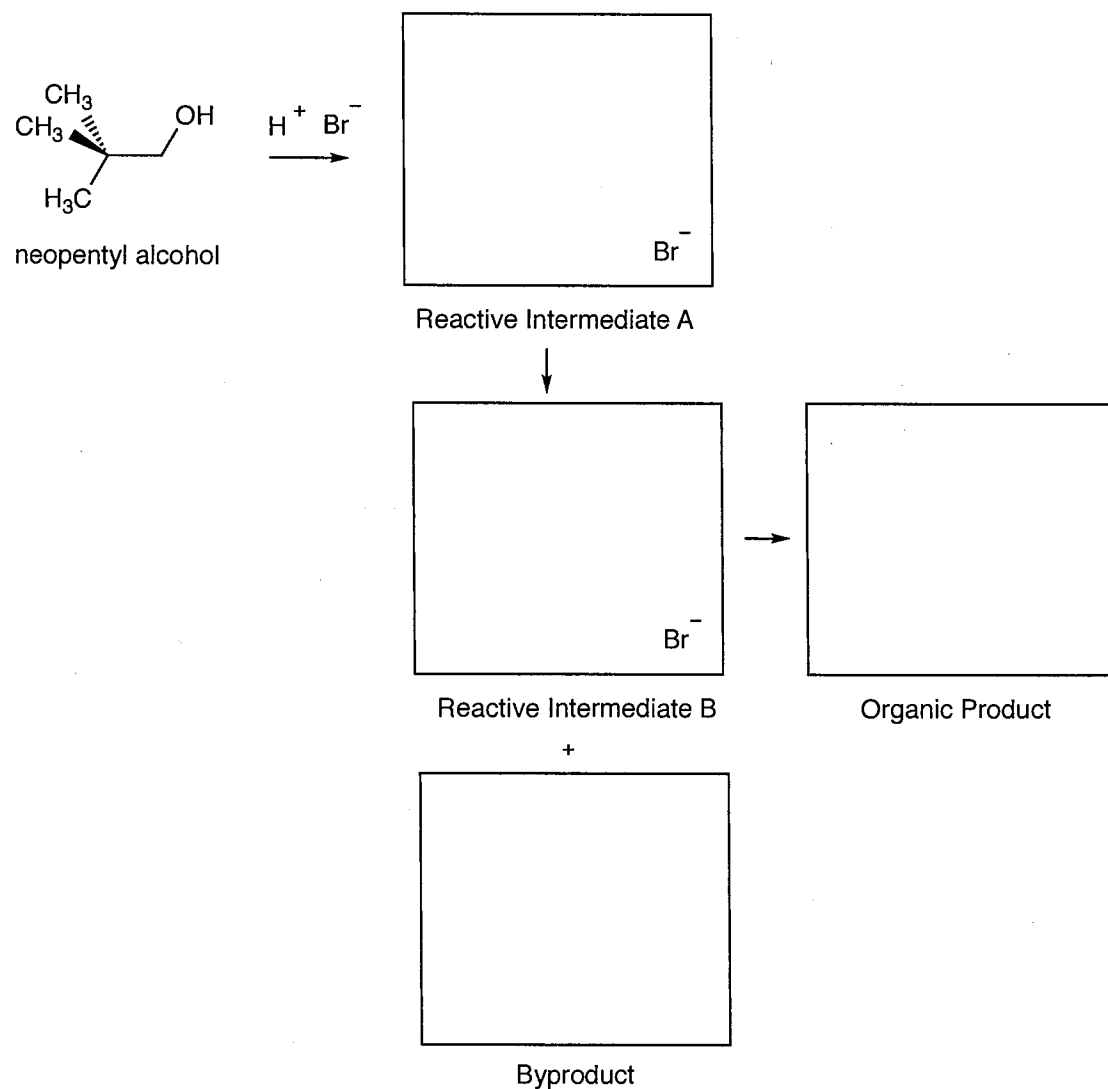 CH₃
CH₃
H₃C
OH
neopentyl alcohol
H⁺ Br⁻
Br⁻
Reactive Intermediate A
Br⁻
Reactive Intermediate B
Organic Product
+
Byproduct